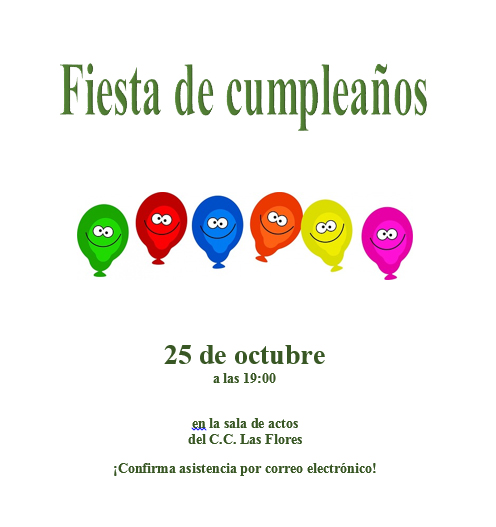 Fiesta de cumpleaños
25 de octubre
a las 19:00
en la sala de actos
del C.C. Las Flores
¡Confirma asistencia por correo electrónico!